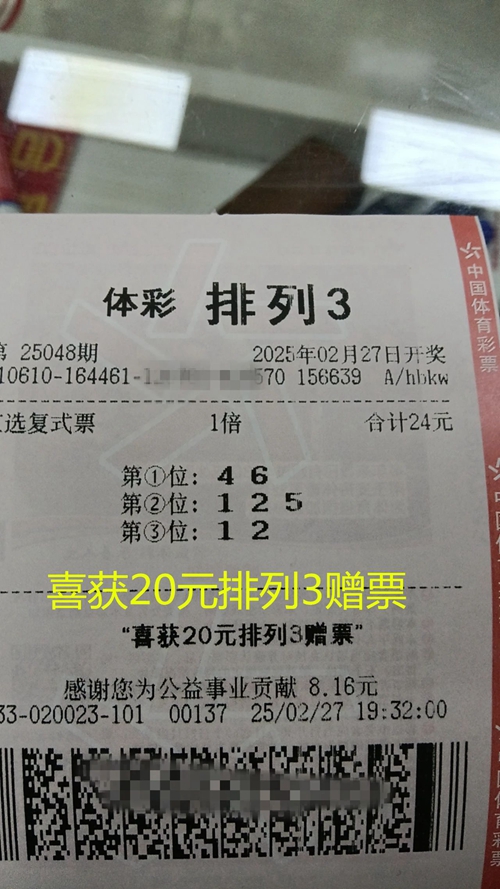 体彩 排列3
第 25048期 2025年02月27日开奖
10610-164461- 570 156639 A/hbkw
选复式票 1倍 合计24元
第①位: 4 6
第②位: 1 2 5
第③位: 1 2
喜获20元排列3赠票
"喜获20元排列3赠票"
感谢您为公益事业贡献 8.16元
33-020023-101 00137 25/02/27 19:32:00
中国体育彩票